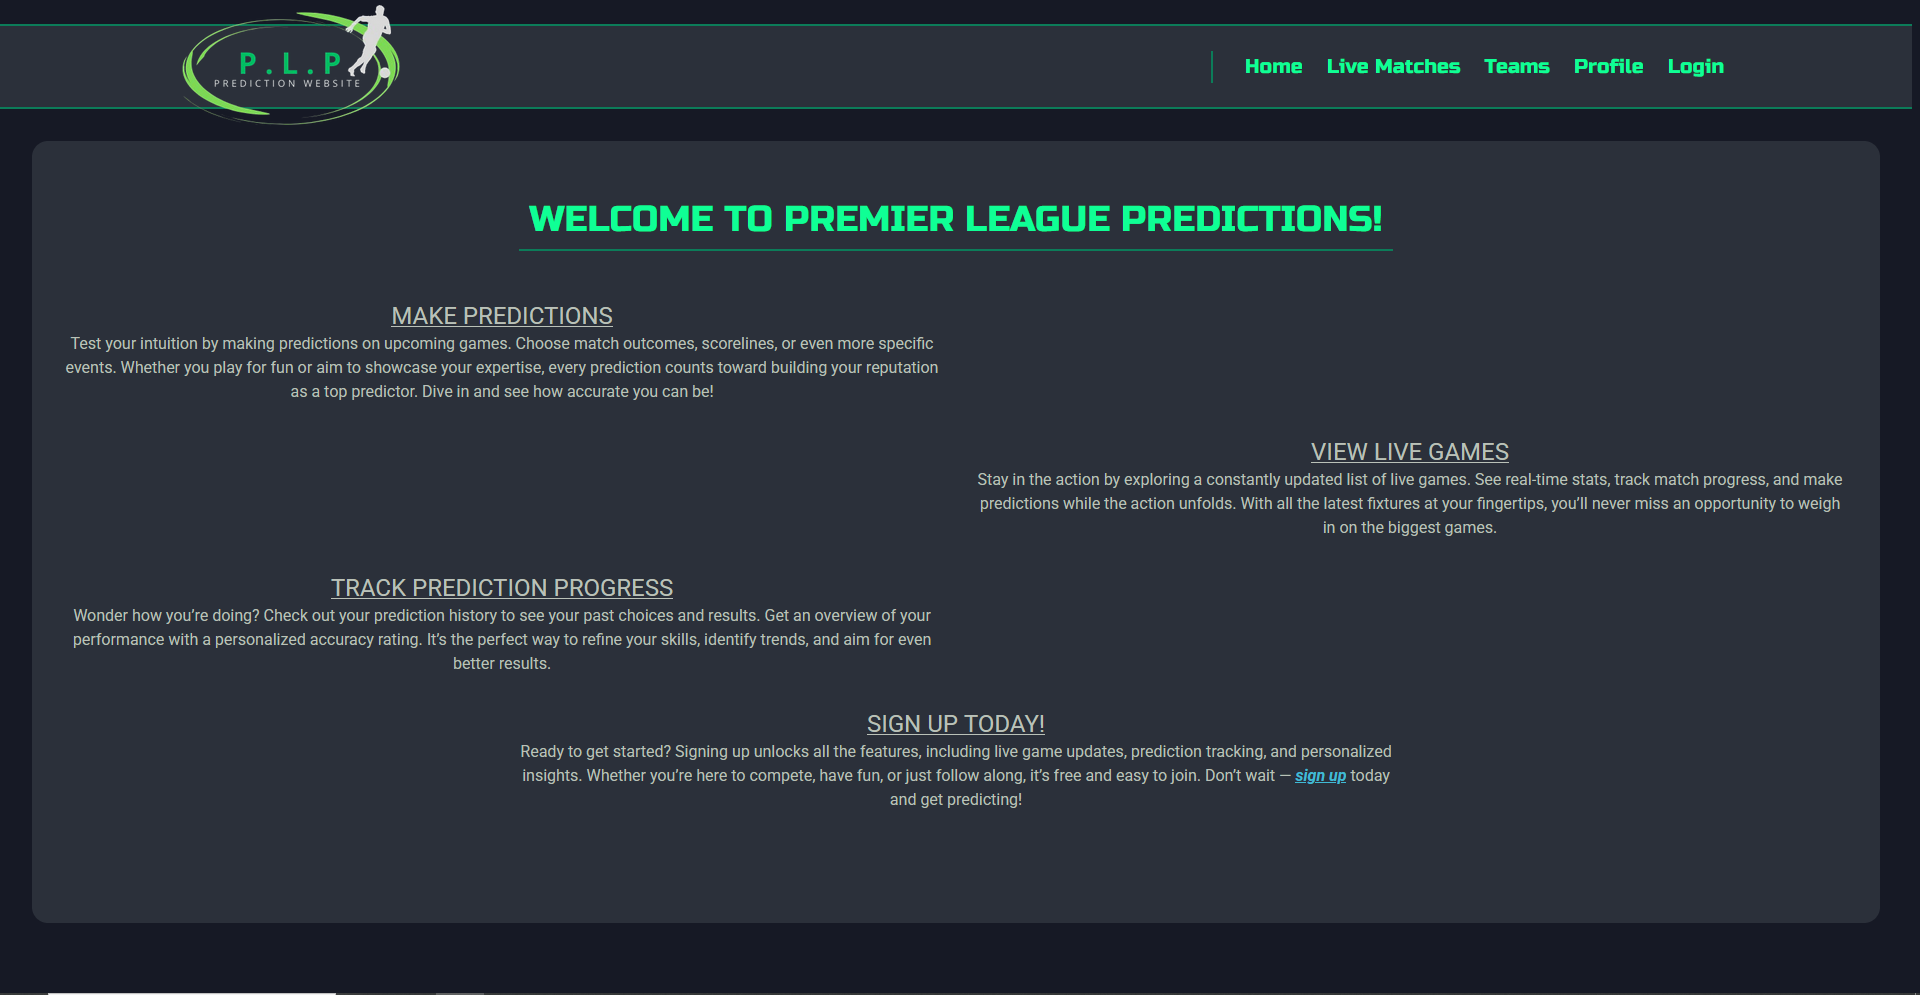 P.L.P
PREDICTION WEBSITE
Home Live Matches Teams Profile Login
WELCOME TO PREMIER LEAGUE PREDICTIONS!
MAKE PREDICTIONS
Test your intuition by making predictions on upcoming games. Choose match outcomes, scorelines, or even more specific
events. Whether you play for fun or aim to showcase your expertise, every prediction counts toward building your reputation
as a top predictor. Dive in and see how accurate you can be!
VIEW LIVE GAMES
Stay in the action by exploring a constantly updated list of live games. See real-time stats, track match progress, and make
predictions while the action unfolds. With all the latest fixtures at your fingertips, you’ll never miss an opportunity to weigh
in on the biggest games.
TRACK PREDICTION PROGRESS
Wonder how you’re doing? Check out your prediction history to see your past choices and results. Get an overview of your
performance with a personalized accuracy rating. It’s the perfect way to refine your skills, identify trends, and aim for even
better results.
SIGN UP TODAY!
Ready to get started? Signing up unlocks all the features, including live game updates, prediction tracking, and personalized
insights. Whether you’re here to compete, have fun, or just follow along, it’s free and easy to join. Don’t wait — sign up today
and get predicting!